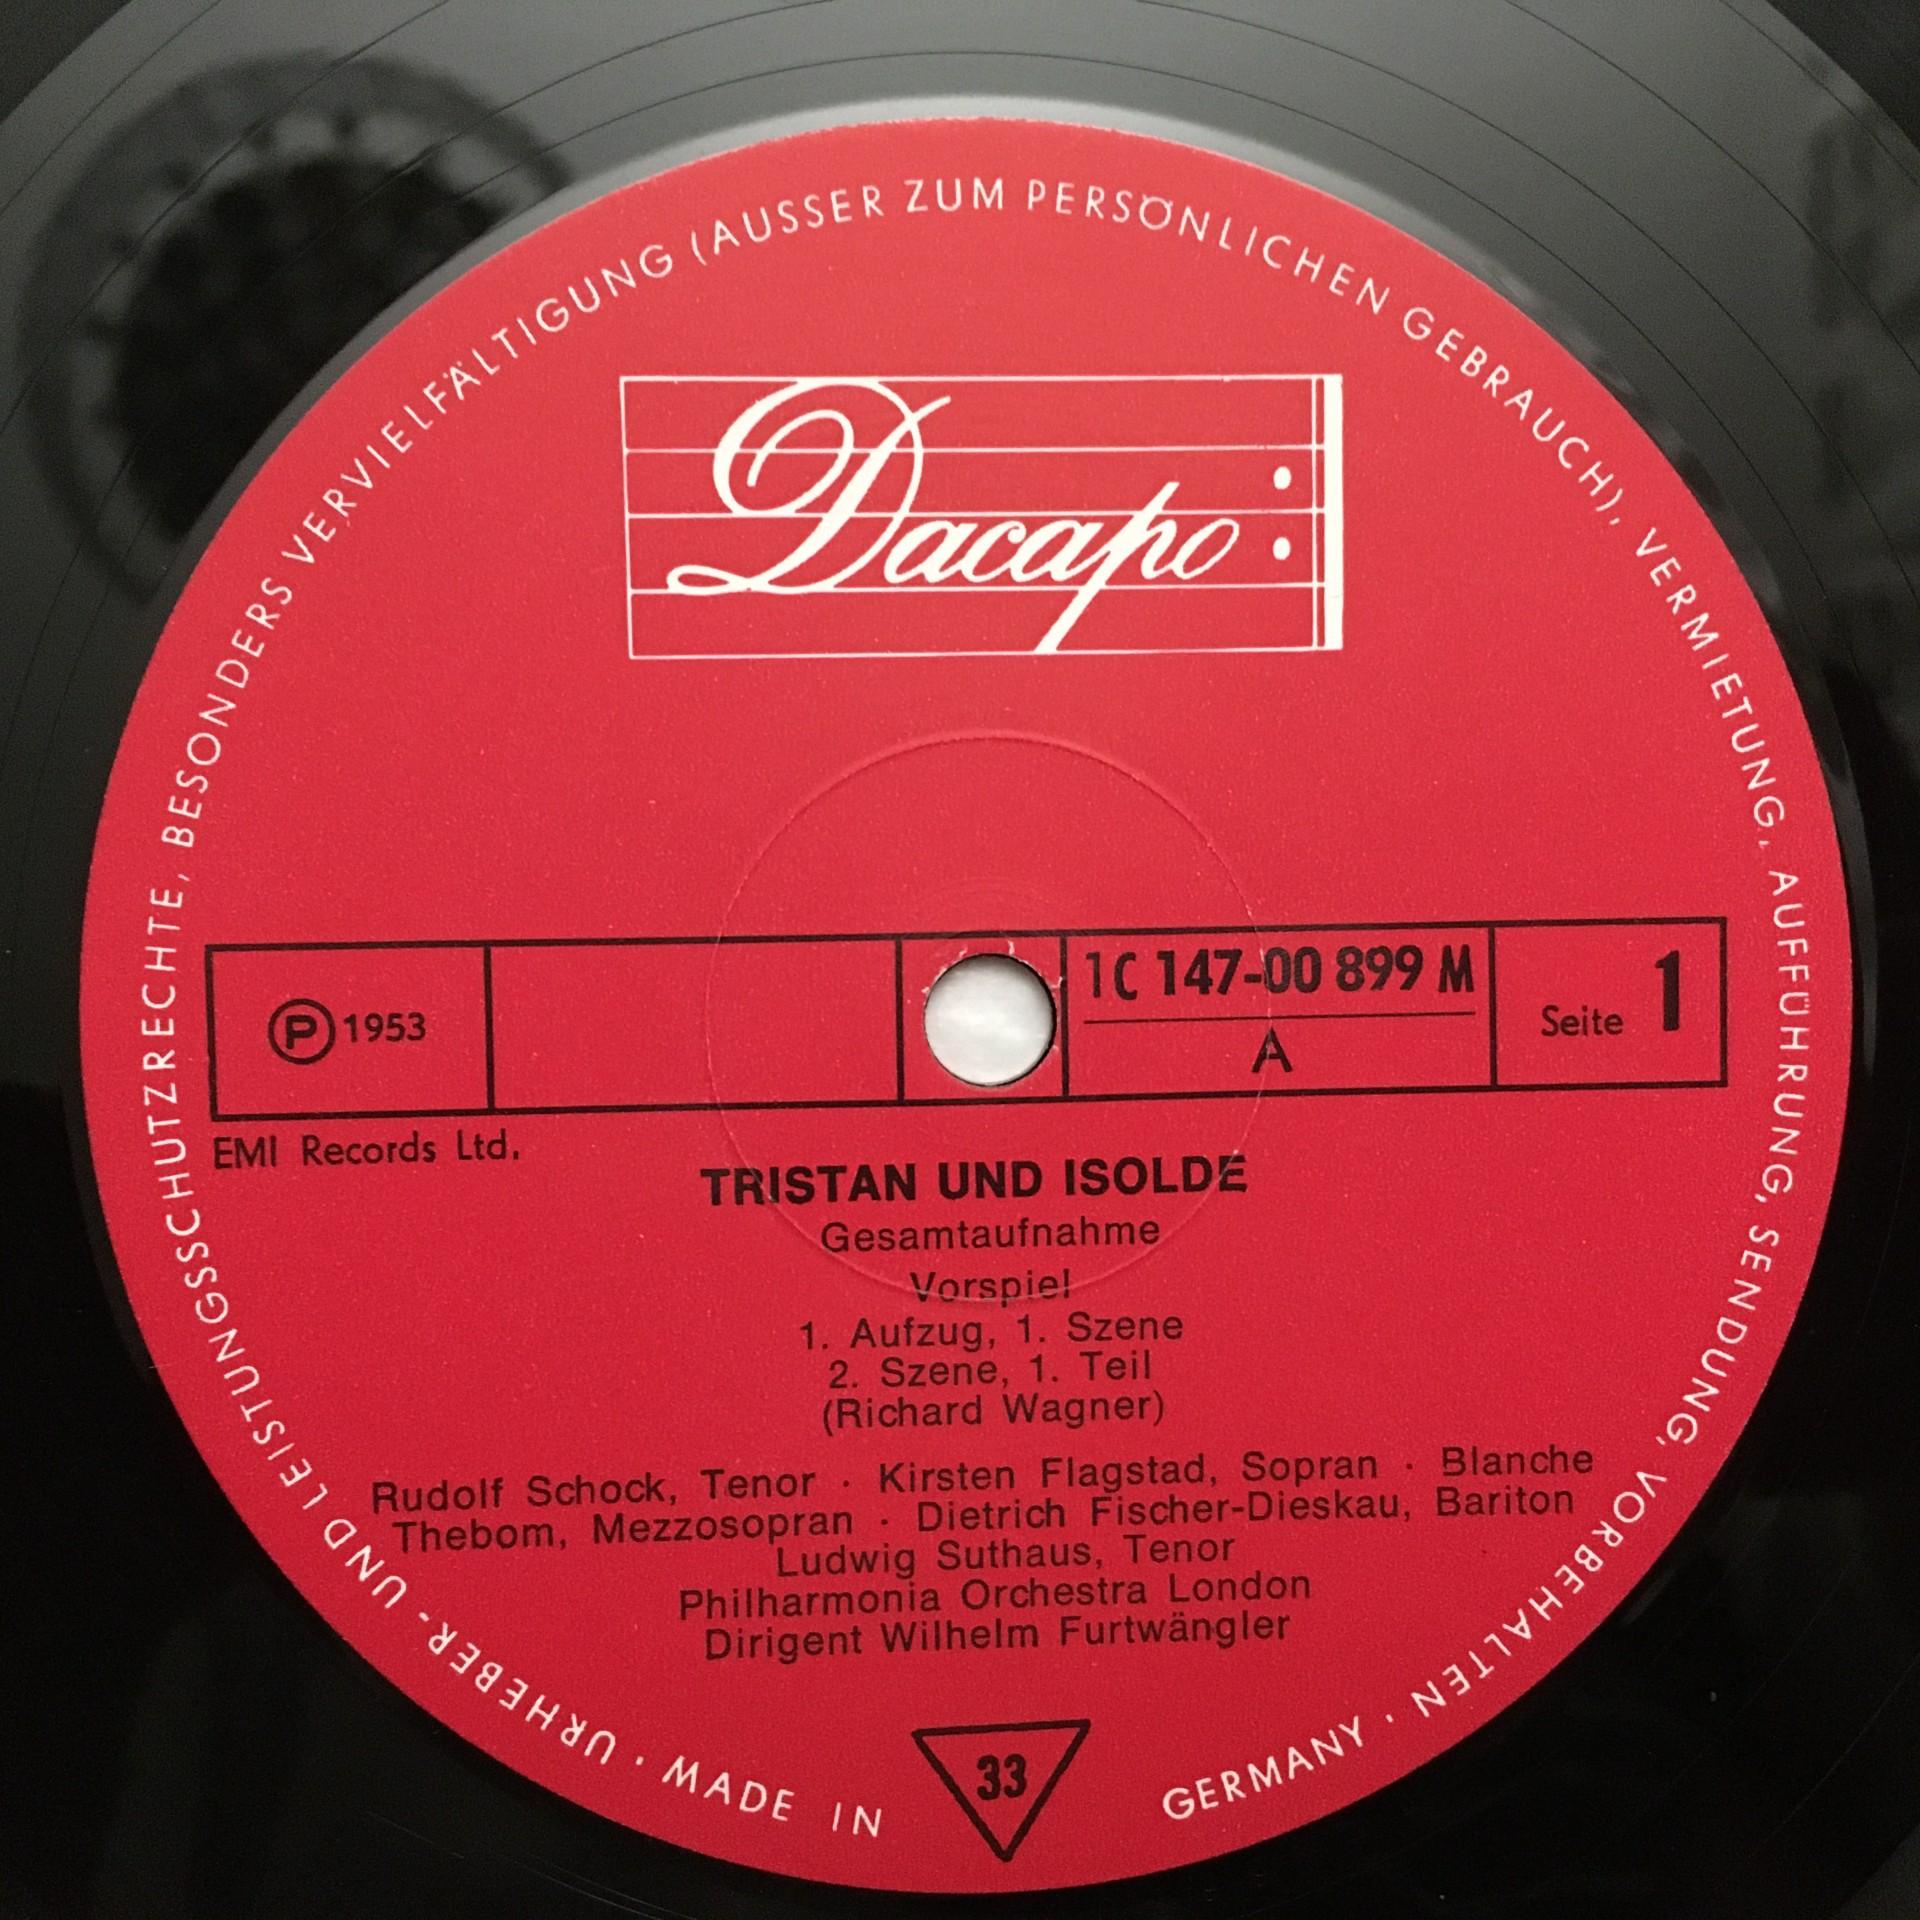 URHEBER- UND LEISTUNGSSCHUTZRECHTE, BESONDERS VERVIELFÄLTIGUNG (AUSSER ZUM PERSÖNLICHEN GEBRAUCH), VERMIETUNG, AUFFÜHRUNG, SENDUNG, VORBEHALTEN · GERMANY
Dacapo
Ⓟ 1953
1C 147-00 899 M
A
Seite 1
EMI Records Ltd.
TRISTAN UND ISOLDE
Gesamtaufnahme
Vorspiel
1. Aufzug, 1. Szene
2. Szene, 1. Teil
(Richard Wagner)
Rudolf Schock, Tenor · Kirsten Flagstad, Sopran · Blanche
Thebom, Mezzosopran · Dietrich Fischer-Dieskau, Bariton
Ludwig Suthaus, Tenor
Philharmonia Orchestra London
Dirigent Wilhelm Furtwängler
33
· MADE IN